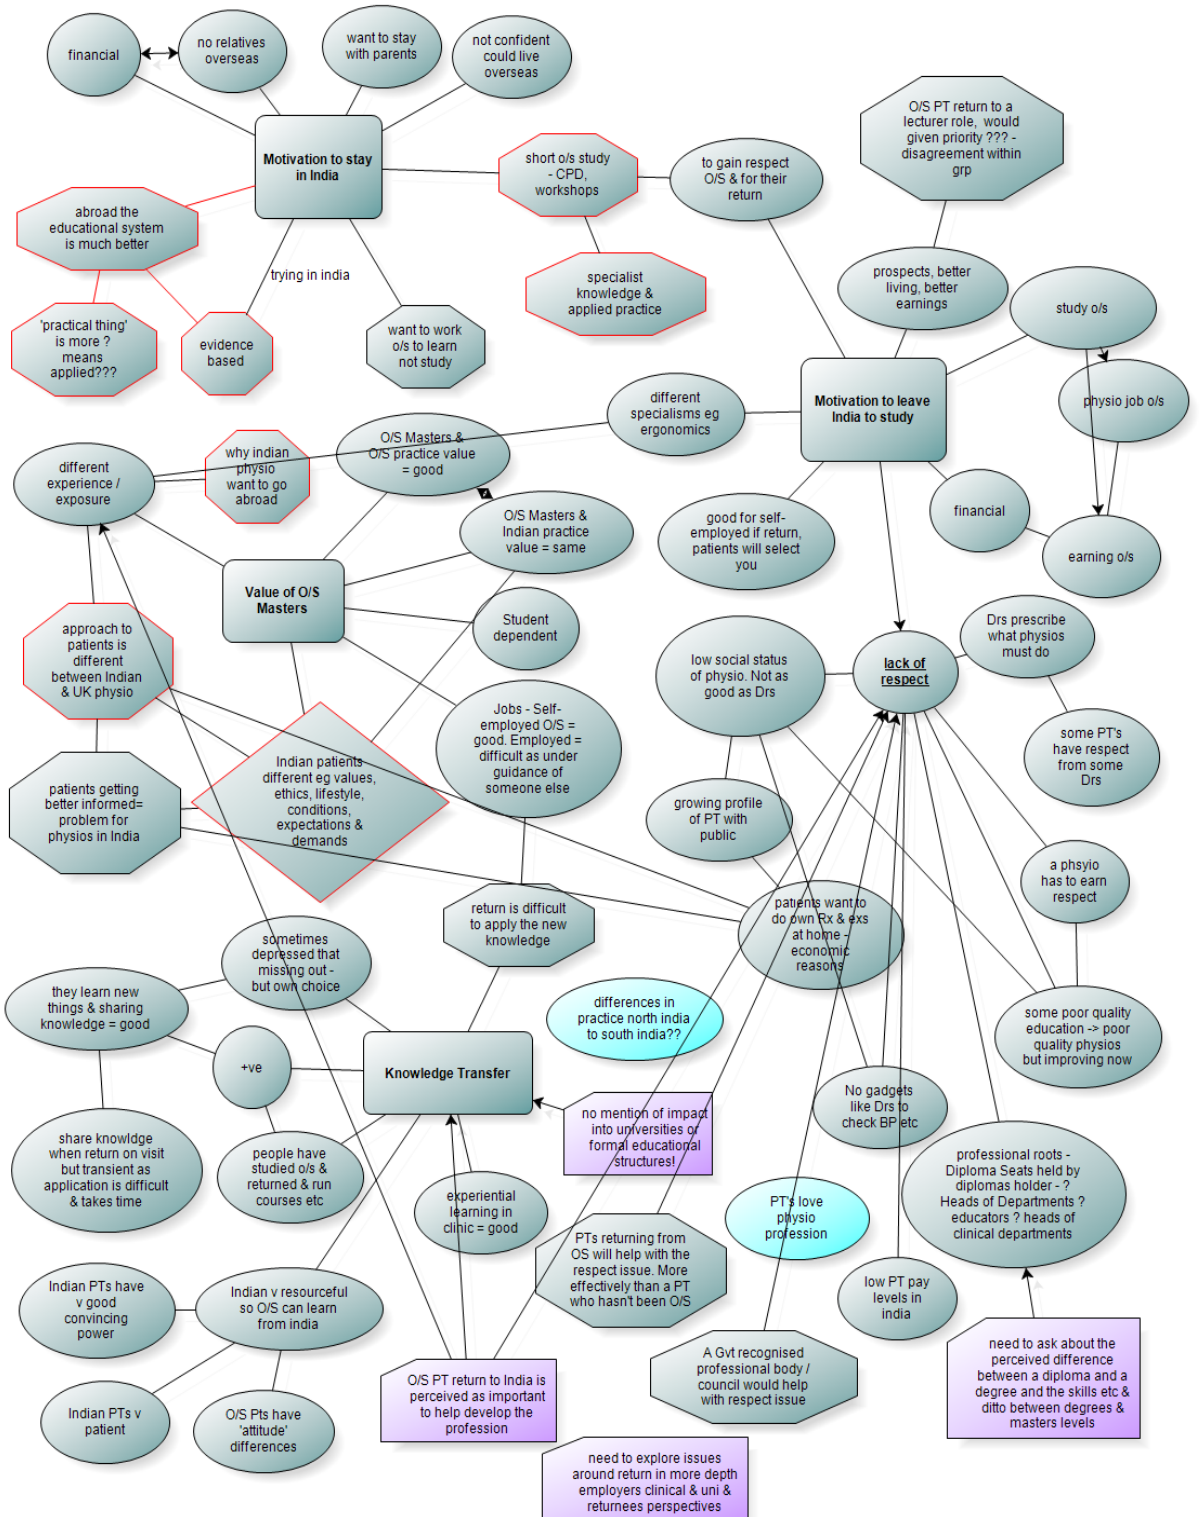 financial
no relatives
overseas
want to stay
with parents
not confident
could live
overseas
Motivation to stay
in India
short o/s study
- CPD,
workshops
to gain respect
O/S & for their
return
O/S PT return to a
lecturer role, would
given priority ??? -
disagreement within
grp
abroad the
educational system
is much better
trying in india
specialist
knowledge &
applied practice
prospects, better
living, better
earnings
study o/s
'practical thing'
is more ?
means
applied???
evidence
based
want to work
o/s to learn
not study
different
specialisms eg
ergonomics
Motivation to leave
India to study
physio job o/s
different
experience /
exposure
why indian
physio
want to go
abroad
O/S Masters &
O/S practice value
= good
O/S Masters &
Indian practice
value = same
good for self-
employed if return,
patients will select
you
financial
earning o/s
Value of O/S
Masters
Student
dependent
approach to
patients is
different
between Indian
& UK physio
low social status
of physio. Not as
good as Drs
lack of
respect
Drs prescribe
what physios
must do
some PT's
have respect
from some
Drs
Jobs - Self-
employed O/S =
good. Employed =
difficult as under
guidance of
someone else
Indian patients
different eg values,
ethics, lifestyle,
conditions,
expectations &
demands
patients getting
better informed=
problem for
physios in India
growing profile
of PT with
public
a phsyio
has to earn
respect
return is difficult
to apply the new
knowledge
patients want to
do own Rx & exs
at home -
economic
reasons
sometimes
depressed that
missing out -
but own choice
they learn new
things & sharing
knowledge = good
differences in
practice north india
to south india??
some poor quality
education -> poor
quality physios
but improving now
+ve
Knowledge Transfer
No gadgets
like Drs to
check BP etc
no mention of impact
into universities or
formal educational
structures!
share knowldge
when return on visit
but transient as
application is difficult
& takes time
people have
studied o/s &
returned & run
courses etc
experiential
learning in
clinic = good
PT's love
physio
profession
professional roots -
Diploma Seats held by
diplomas holder - ?
Heads of Departments ?
educators ? heads of
clinical departments
PTs returning from
OS will help with the
respect issue. More
effectively than a PT
who hasn't been O/S
low PT pay
levels in
india
Indian PTs have
v good
convincing
power
Indian v resourceful
so O/S can learn
from india
A Gvt recognised
professional body /
council would help
with respect issue
need to ask about the
perceived difference
between a diploma and a
degree and the skills etc &
ditto between degrees &
masters levels
O/S PT return to India is
perceived as important
to help develop the
profession
Indian PTs v
patient
O/S Pts have
'attitude'
differences
need to explore issues
around return in more depth
employers clinical & uni &
returnees perspectives